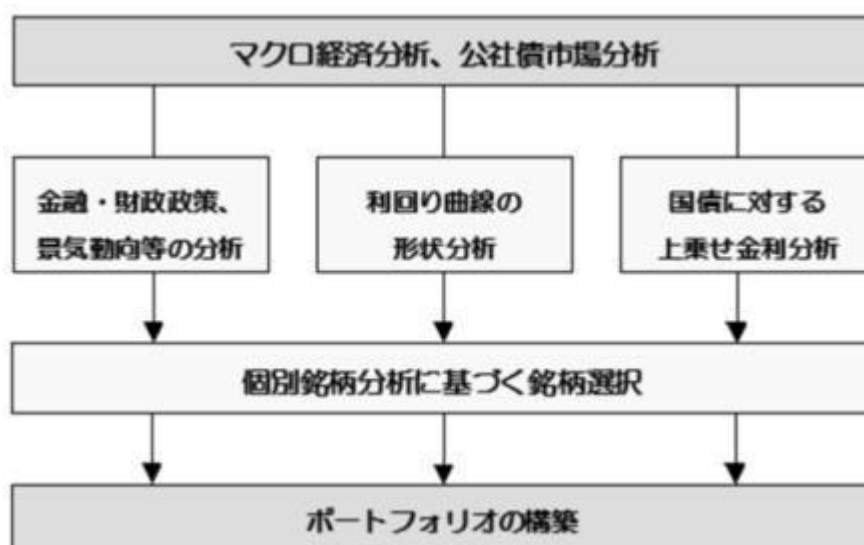 マクロ経済分析、公社債市場分析
金融・財政政策、
景気動向等の分析
利回り曲線の
形状分析
国債に対する
上乗せ金利分析
個別銘柄分析に基づく銘柄選択
ポートフォリオの構築